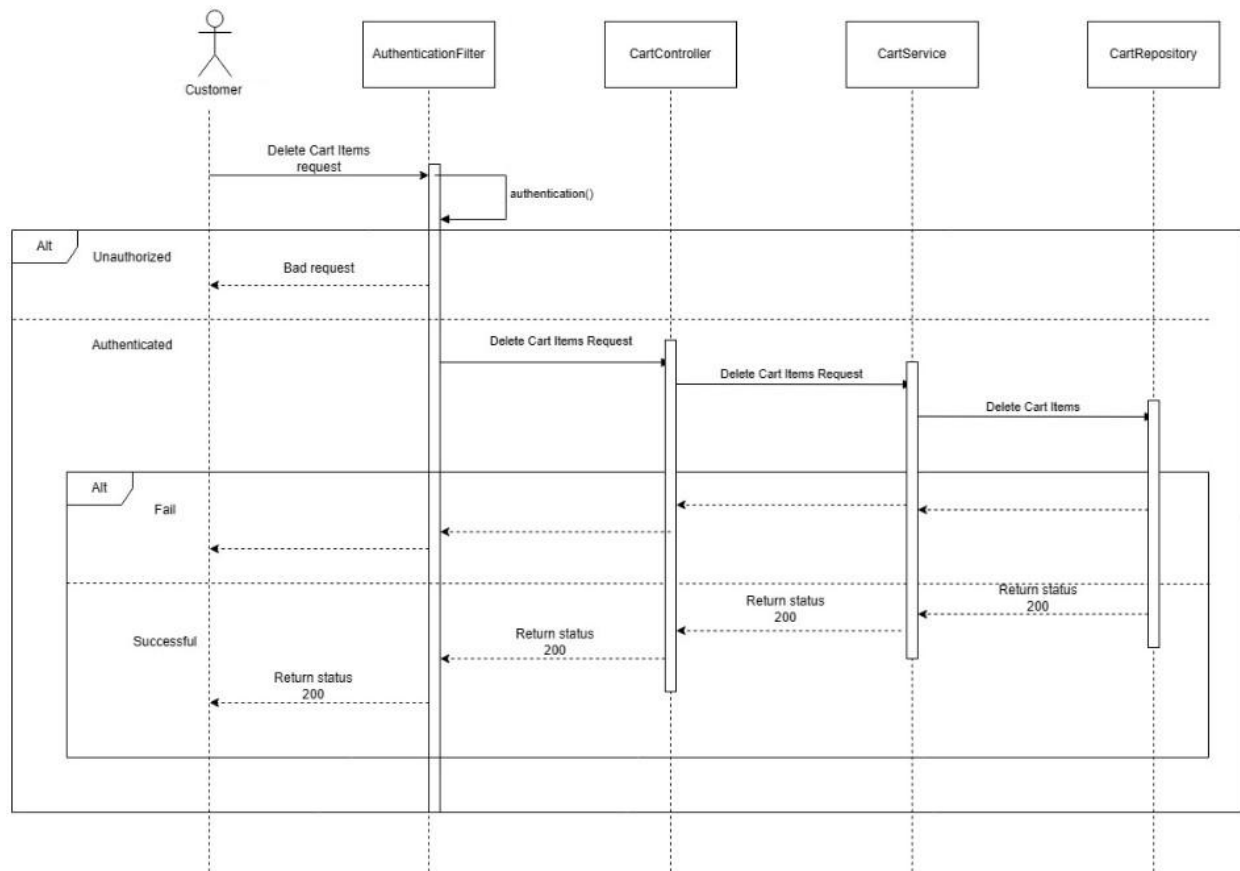 Customer
AuthenticationFilter
CartController
CartService
CartRepository
Delete Cart Items
request
authentication()
Alt
Unauthorized
Bad request
Authenticated
Delete Cart Items Request
Delete Cart Items Request
Delete Cart Items
Alt
Fail
Return status
200
Return status
200
Return status
200
Successful
Return status
200